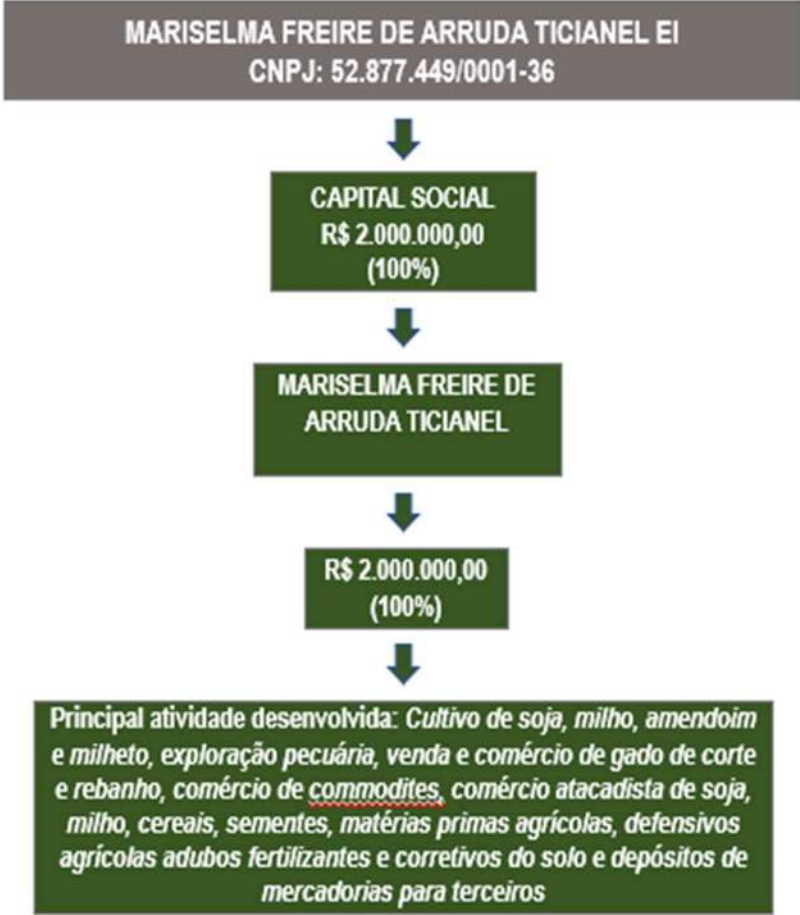 MARISELMA FREIRE DE ARRUDA TICIANEL EI
CNPJ: 52.877.449/0001-36
CAPITAL SOCIAL
R$ 2.000.000,00
(100%)
MARISELMA FREIRE DE
ARRUDA TICIANEL
R$ 2.000.000,00
(100%)
Principal atividade desenvolvida: Cultivo de soja, milho, amendoim
e milheto, exploração pecuária, venda e comércio de gado de corte
e rebanho, comércio de commodites, comércio atacadista de soja,
milho, cereais, sementes, matérias primas agrícolas, defensivos
agrícolas adubos fertilizantes e corretivos do solo e depósitos de
mercadorias para terceiros